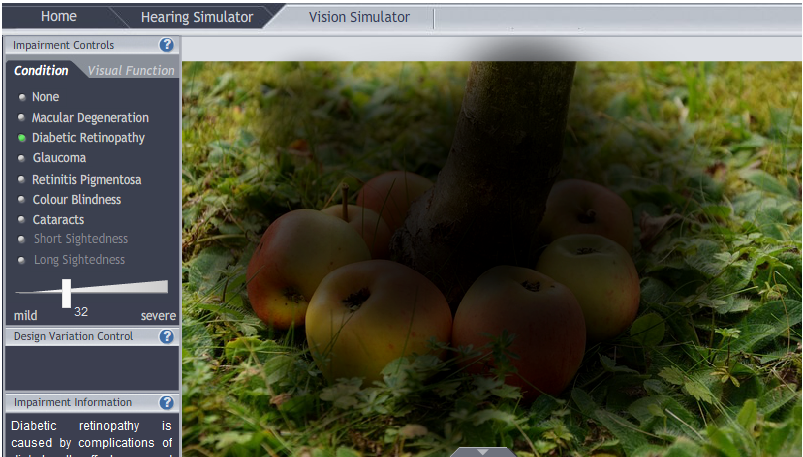 Home Hearing Simulator Vision Simulator
Impairment Controls ?
Condition Visual Function
None
Macular Degeneration
Diabetic Retinopathy
Glaucoma
Retinitis Pigmentosa
Colour Blindness
Cataracts
Short Sightedness
Long Sightedness
32
mild severe
Design Variation Control ?
Impairment Information ?
Diabetic retinopathy is
caused by complications of